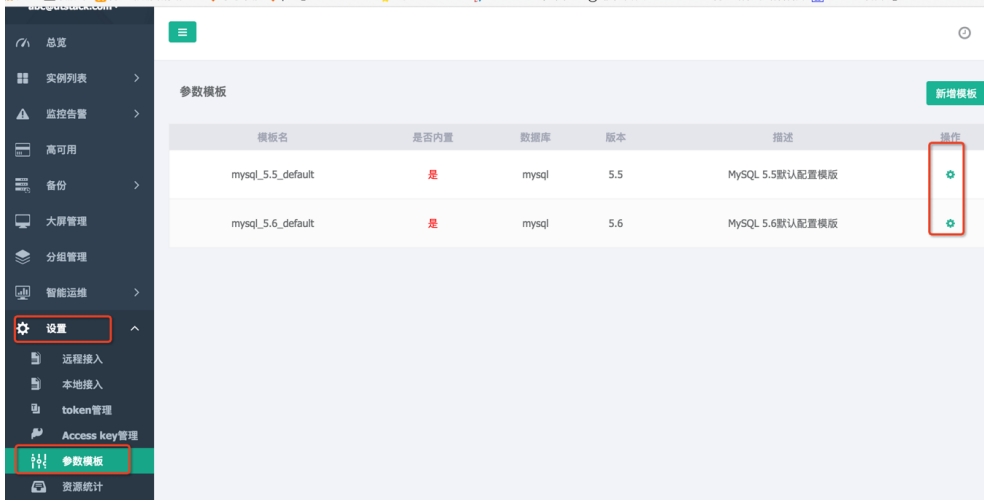 总览
实例列表
监控告警
高可用
备份
大屏管理
分组管理
智能运维
设置
远程接入
本地接入
token管理
Access key管理
参数模板
资源统计
参数模板
新增模板
模板名 是否内置 数据库 版本 描述 操作
mysql_5.5_default 是 mysql 5.5 MySQL 5.5默认配置模版
mysql_5.6_default 是 mysql 5.6 MySQL 5.6默认配置模版